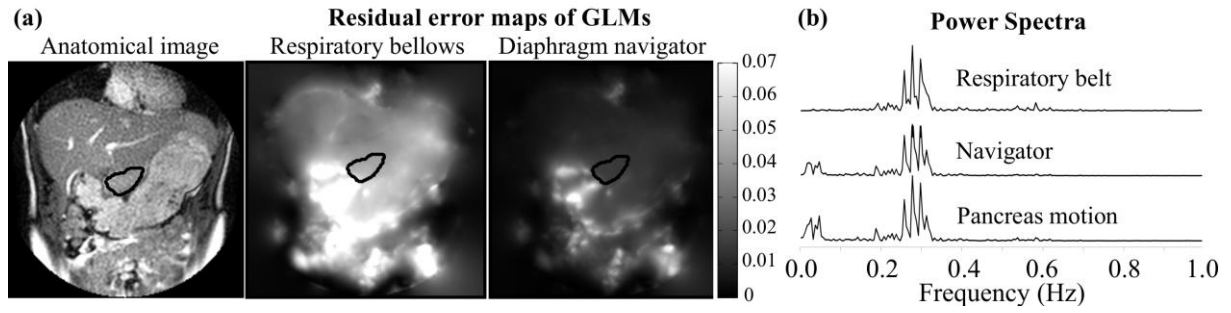 (a)
Residual error maps of GLMs
Anatomical image
Respiratory bellows
Diaphragm navigator
0.07
0.06
0.05
0.04
0.03
0.02
0.01
0
(b)
Power Spectra
Respiratory belt
Navigator
Pancreas motion
0.0 0.2 0.4 0.6 0.8 1.0
Frequency (Hz)